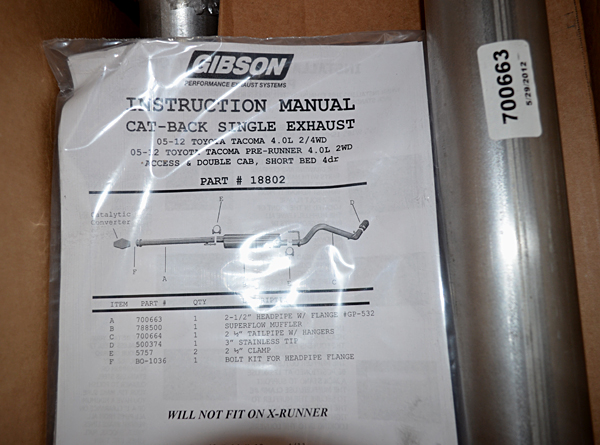 GIBSON
PERFORMANCE EXHAUST SYSTEMS
INSTRUCTION MANUAL
CAT-BACK SINGLE EXHAUST
05-12 TOYOTA TACOMA 4.0L 2/4WD
05-12 TOYOTA TACOMA PRE-RUNNER 4.0L 2WD
ACCESS & DOUBLE CAB, SHORT BED 4dr
PART # 18802
E
D
Catalytic
Converter
F
A
C
ITEM PART # QTY
A 700663 1 2-1/2" HEADPIPE W/ FLANGE #GP-532
B 788500 1 SUPERFLOW MUFFLER
C 700664 1 2 ½" TAILPIPE W/ HANGERS
D 500374 1 3" STAINLESS TIP
E 5757 2 2 ½" CLAMP
F BO-1036 1 BOLT KIT FOR HEADPIPE FLANGE
WILL NOT FIT ON X-RUNNER
700663
5/29/2012